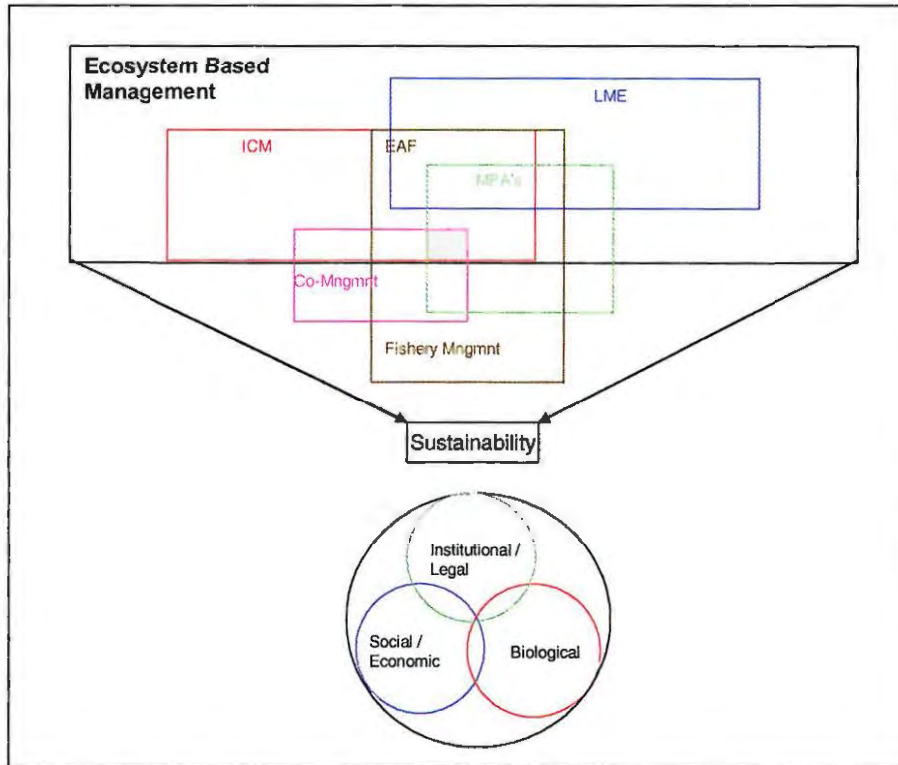 Ecosystem Based
Management
LME
ICM
EAF
MPA's
Co-Mngmnt
Fishery Mngmnt
Sustainability
Institutional /
Legal
Social /
Economic
Biological